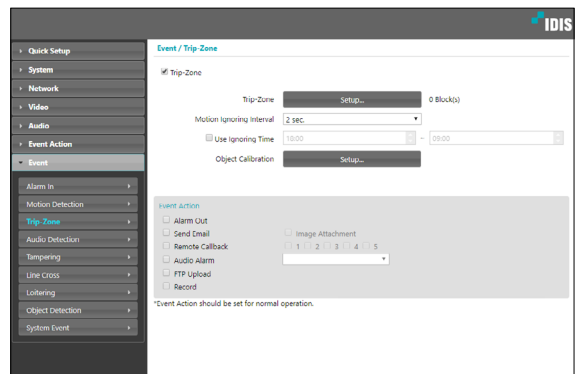 IDIS
Quick Setup
System
Network
Video
Audio
Event Action
Event
Alarm In
Motion Detection
Trip-Zone
Audio Detection
Tampering
Line Cross
Loitering
Object Detection
System Event
Event / Trip-Zone
Trip-Zone
Trip-Zone Setup... 0 Block(s)
Motion Ignoring Interval 2 sec.
Use Ignoring Time 18:00 ~ 09:00
Object Calibration Setup...
Event Action
Alarm Out
Send Email Image Attachment
Remote Callback 1 2 3 4 5
Audio Alarm
FTP Upload
Record
*Event Action should be set for normal operation.